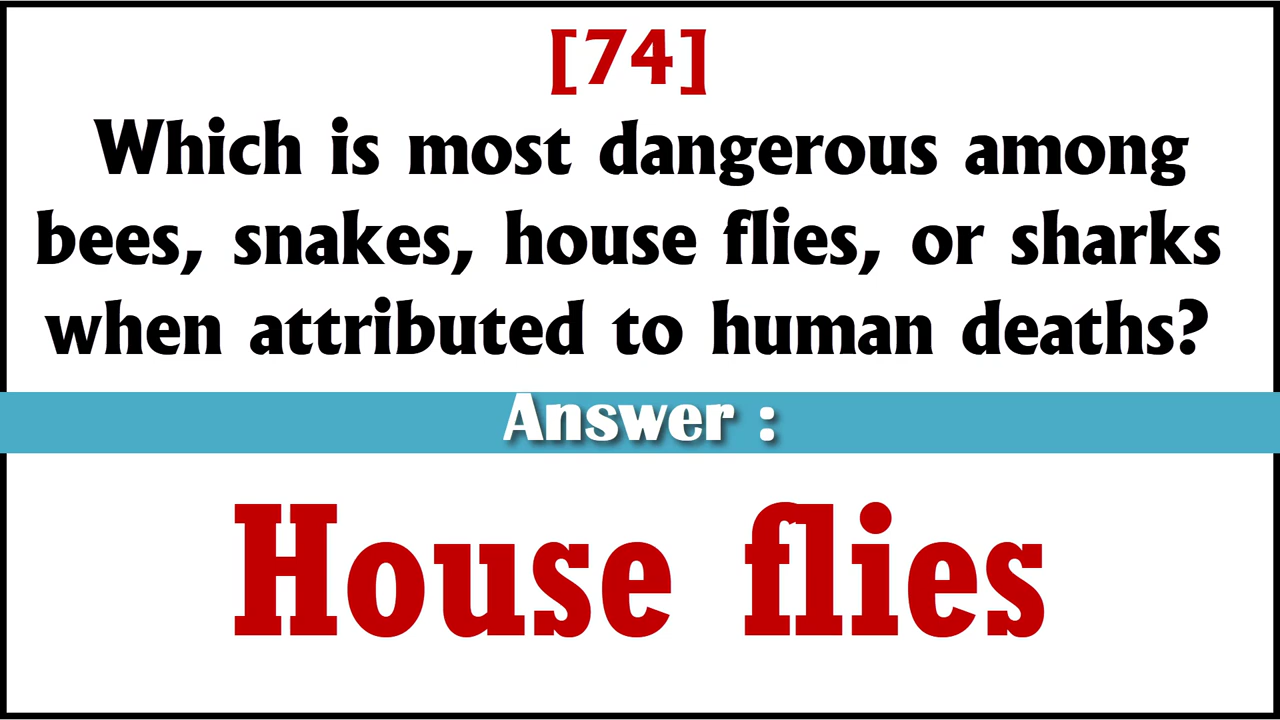 [74]
Which is most dangerous among
bees, snakes, house flies, or sharks
when attributed to human deaths?
Answer :
House flies